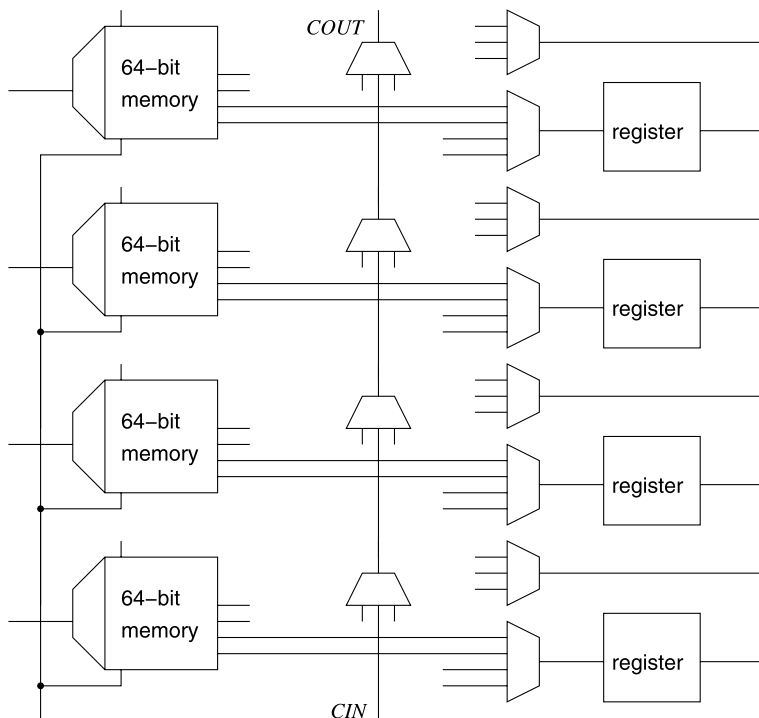 COUT
64−bit
memory
register
64−bit
memory
register
64−bit
memory
register
64−bit
memory
register
CIN